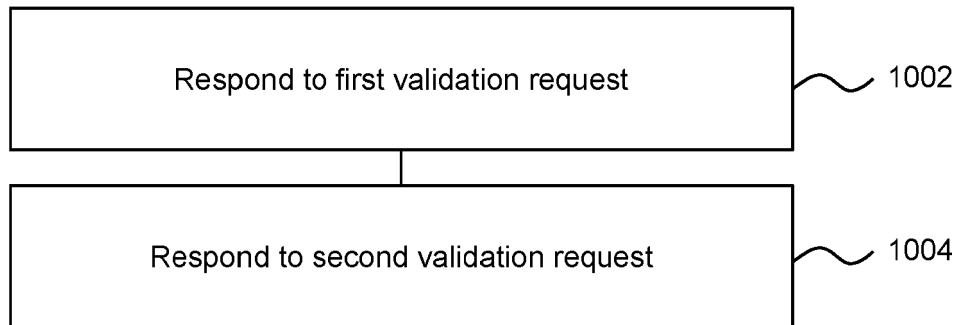 Respond to first validation request
1002
Respond to second validation request
1004